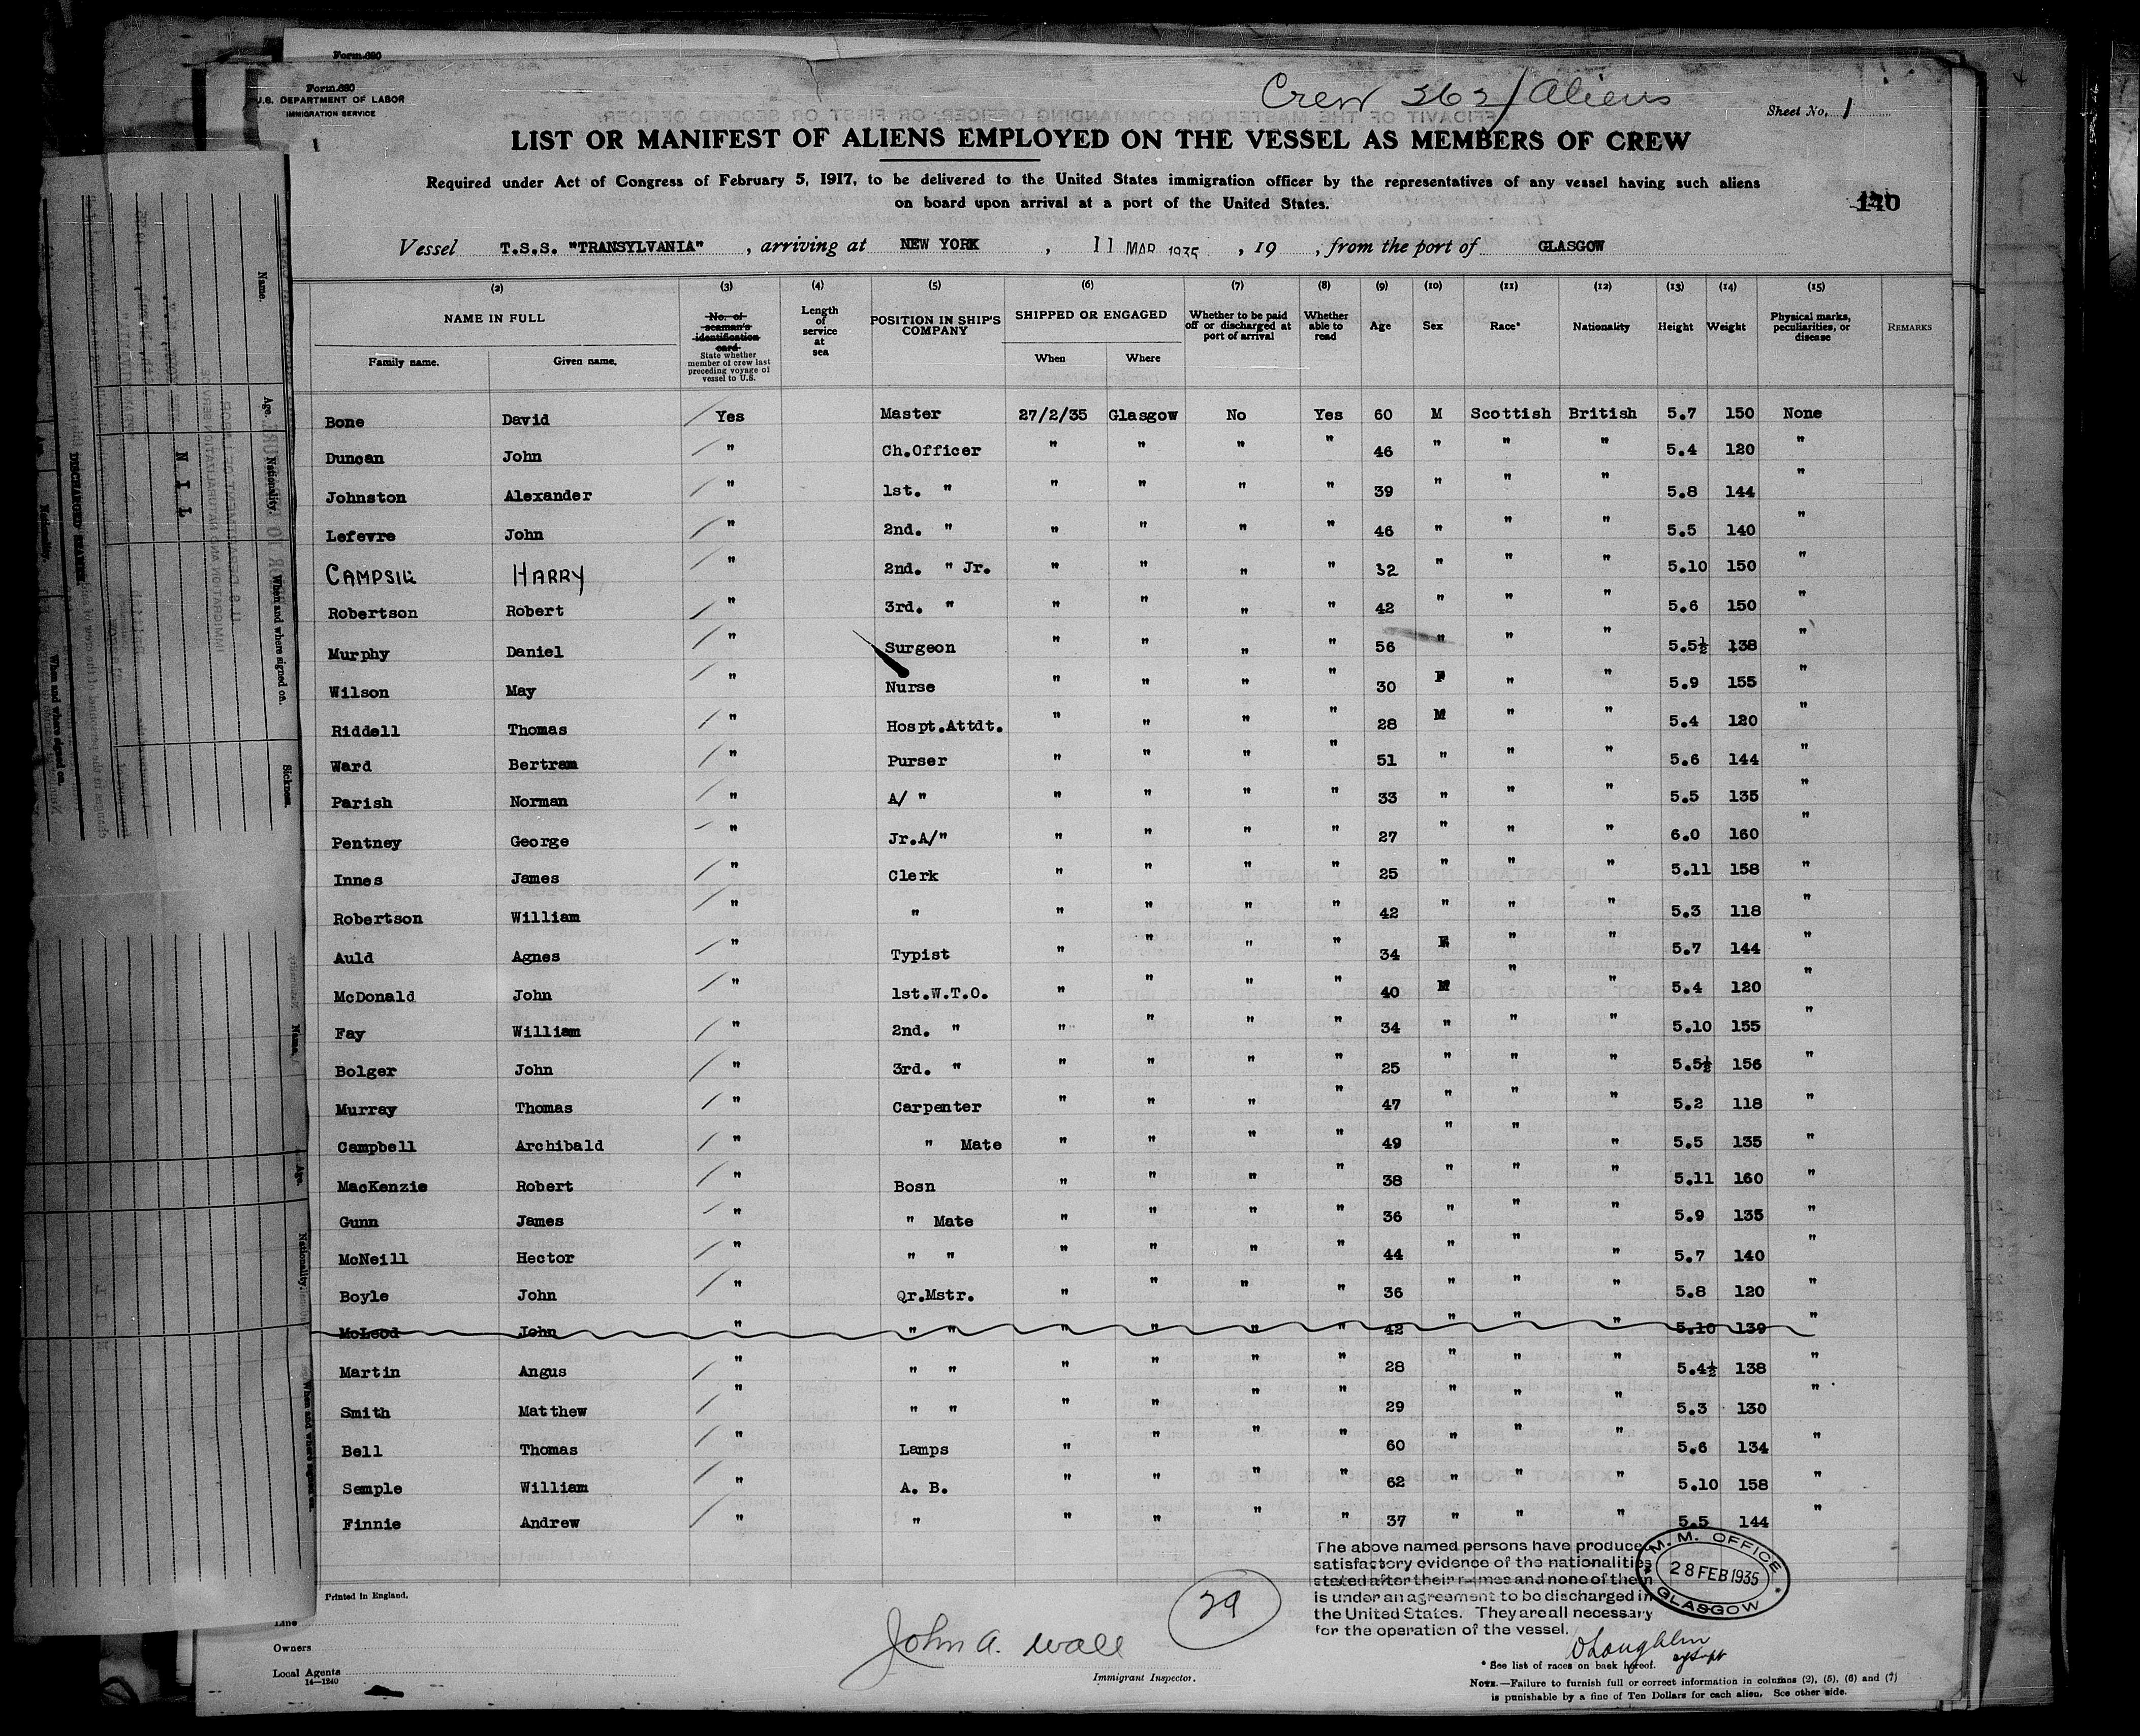 Form 680
Form 680
U.S. DEPARTMENT OF LABOR
IMMIGRATION SERVICE
Crew 362/ Aliens
Sheet No. 1
LIST OR MANIFEST OF ALIENS EMPLOYED ON THE VESSEL AS MEMBERS OF CREW
Required under Act of Congress of February 5, 1917, to be delivered to the United States immigration officer by the representatives of any vessel having such aliens
on board upon arrival at a port of the United States.
140
Vessel T.S.S. "TRANSYLVANIA", arriving at NEW YORK, 11 MAR 1935, 19 , from the port of GLASGOW
(2) (3) (4) (5) (6) (7) (8) (9) (10) (11) (12) (13) (14) (15)
NAME IN FULL
Family name. Given name.
No. of seaman's identification card
State whether member of crew last preceding voyage of vessel to U.S.
Length of service at sea
POSITION IN SHIP'S COMPANY
SHIPPED OR ENGAGED
When Where
Whether to be paid off or discharged at port of arrival
Whether able to read
Age Sex Race* Nationality Height Weight
Physical marks, peculiarities, or disease
REMARKS
Bone David Yes Master 27/2/35 Glasgow No Yes 60 M Scottish British 5.7 150 None
Duncan John " Ch.Officer " " " " 46 " " " 5.4 120 "
Johnston Alexander " 1st. " " " " " 39 " " " 5.8 144 "
Lefevre John " 2nd. " " " " " 46 " " " 5.5 140 "
CAMPSIE HARRY " 2nd. " Jr. " " " " 32 " " " 5.10 150 "
Robertson Robert " 3rd. " " " " " 42 " " " 5.6 150 "
Murphy Daniel " Surgeon " " " " 56 " " " 5.5½ 138 "
Wilson May " Nurse " " " " 30 F " " 5.9 155 "
Riddell Thomas " Hospt.Attdt. " " " " 28 M " " 5.4 120 "
Ward Bertram " Purser " " " " 51 " " " 5.6 144 "
Parish Norman " A/ " " " " " 33 " " " 5.5 135 "
Pentney George " Jr.A/" " " " " 27 " " " 6.0 160 "
Innes James " Clerk " " " " 25 " " " 5.11 158 "
Robertson William " " " " " " 42 " " " 5.3 118 "
Auld Agnes " Typist " " " " 34 F " " 5.7 144 "
McDonald John " 1st.W.T.O. " " " " 40 M " " 5.4 120 "
Fay William " 2nd. " " " " " 34 " " " 5.10 155 "
Bolger John " 3rd. " " " " " 25 " " " 5.5½ 156 "
Murray Thomas " Carpenter " " " " 47 " " " 5.2 118 "
Campbell Archibald " " Mate " " " " 49 " " " 5.5 135 "
MacKenzie Robert " Bosn " " " " 38 " " " 5.11 160 "
Gunn James " " Mate " " " " 36 " " " 5.9 135 "
McNeill Hector " " " " " " " 44 " " " 5.7 140 "
Boyle John " Qr.Mstr. " " " " 36 " " " 5.8 120 "
McLeod John " " " " " " " 42 " " " 5.10 139 "
Martin Angus " " " " " " " 28 " " " 5.4½ 138 "
Smith Matthew " " " " " " " 29 " " " 5.3 130 "
Bell Thomas " Lamps " " " " 60 " " " 5.6 134 "
Semple William " A. B. " " " " 62 " " " 5.10 158 "
Finnie Andrew " " " " " " 37 " " " 5.5 144 "
The above named persons have produced
satisfactory evidence of the nationalities
stated after their names and none of them
is under an agreement to be discharged in
the United States. They are all necessary
for the operation of the vessel.
M. M. OFFICE
28 FEB 1935
GLASGOW
Printed in England.
Line
Owners
Local Agents
14—1240
29
John A. Wall
Immigrant Inspector.
* See list of races on back hereof.
NOTE.—Failure to furnish full or correct information in columns (2), (5), (6) and (7)
is punishable by a fine of Ten Dollars for each alien. See other side.
Name.
Age.
Nationality.
When and where signed on.
Sickness.
N I L
Name.
Age.
Nationality